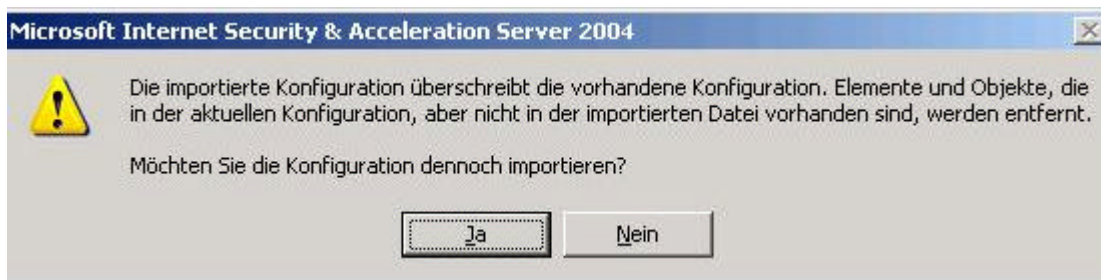 Microsoft Internet Security & Acceleration Server 2004
Die importierte Konfiguration überschreibt die vorhandene Konfiguration. Elemente und Objekte, die
in der aktuellen Konfiguration, aber nicht in der importierten Datei vorhanden sind, werden entfernt.
Möchten Sie die Konfiguration dennoch importieren?
Ja
Nein